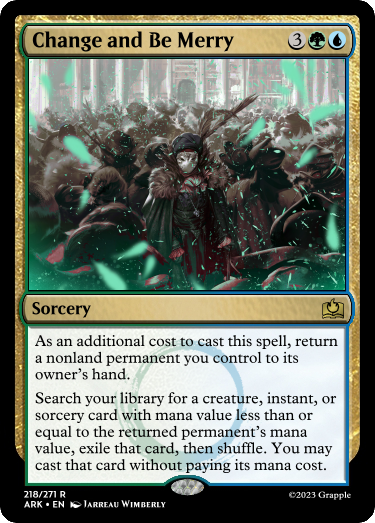 Change and Be Merry 3
Sorcery
As an additional cost to cast this spell, return
a nonland permanent you control to its
owner's hand.
Search your library for a creature, instant, or
sorcery card with mana value less than or
equal to the returned permanent's mana
value, exile that card, then shuffle. You may
cast that card without paying its mana cost.
218/271 R
ARK • EN Jarreau Wimberly
©2023 Grapple